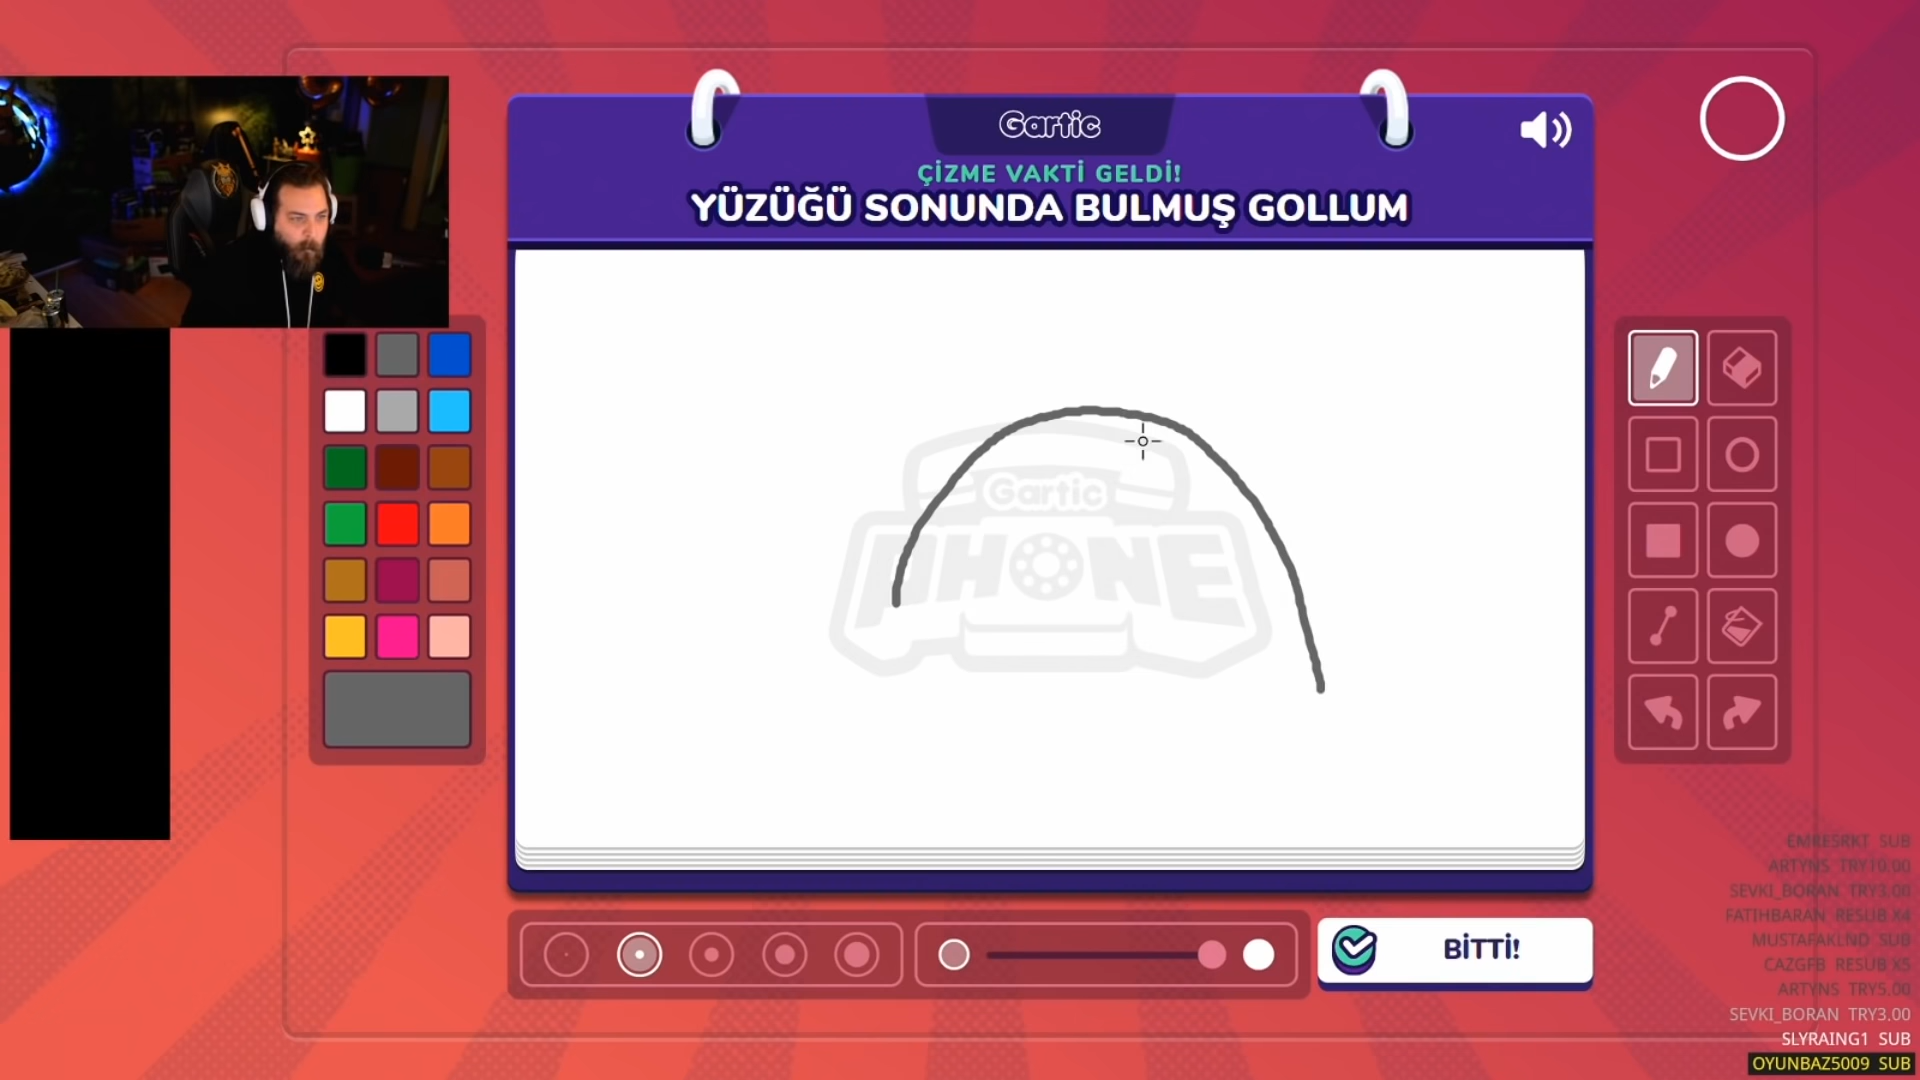 Gartic
ÇİZME VAKTİ GELDİ!
YÜZÜĞÜ SONUNDA BULMUŞ GOLLUM
Gartic
PHONE
BİTTİ!
EMRESRKT SUB
ARTYNS TRY10.00
SEVKI_BORAN TRY3.00
FATIHBARAN RESUB X4
MUSTAFAKLND SUB
CAZGFB RESUB X5
ARTYNS TRY5.00
SEVKI_BORAN TRY3.00
SLYRAING1 SUB
OYUNBAZ5009 SUB